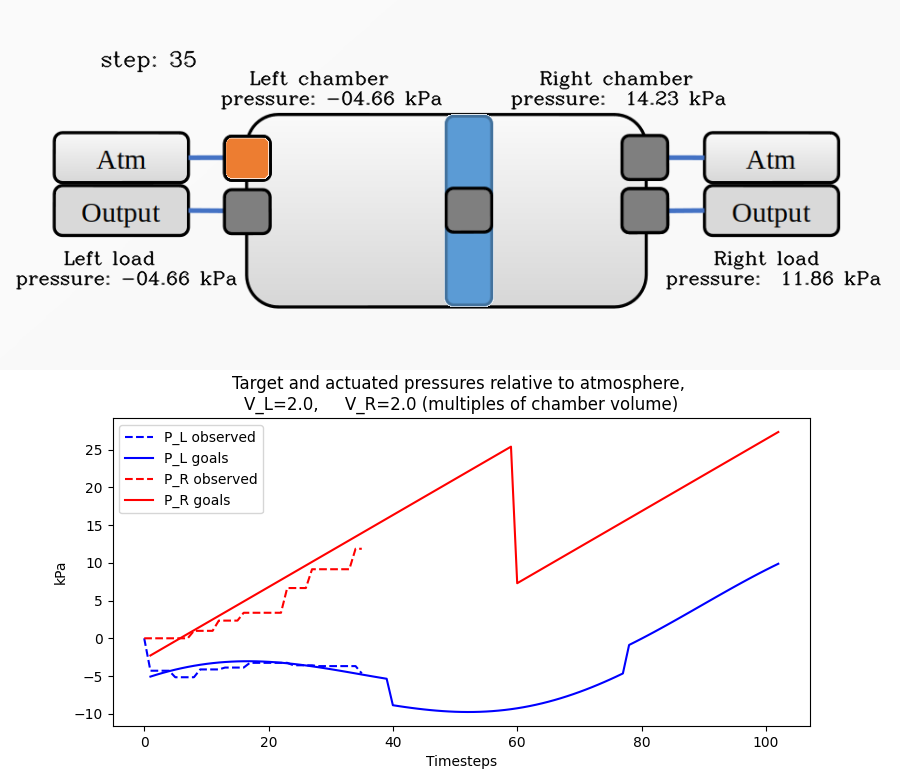 step: 35
Left chamber
pressure: −04.66 kPa
Right chamber
pressure: 14.23 kPa
Atm
Output
Atm
Output
Left load
pressure: −04.66 kPa
Right load
pressure: 11.86 kPa
Target and actuated pressures relative to atmosphere,
V_L=2.0, V_R=2.0 (multiples of chamber volume)
P_L observed
P_L goals
P_R observed
P_R goals
25
20
15
10
5
0
−5
−10
kPa
0 20 40 60 80 100
Timesteps